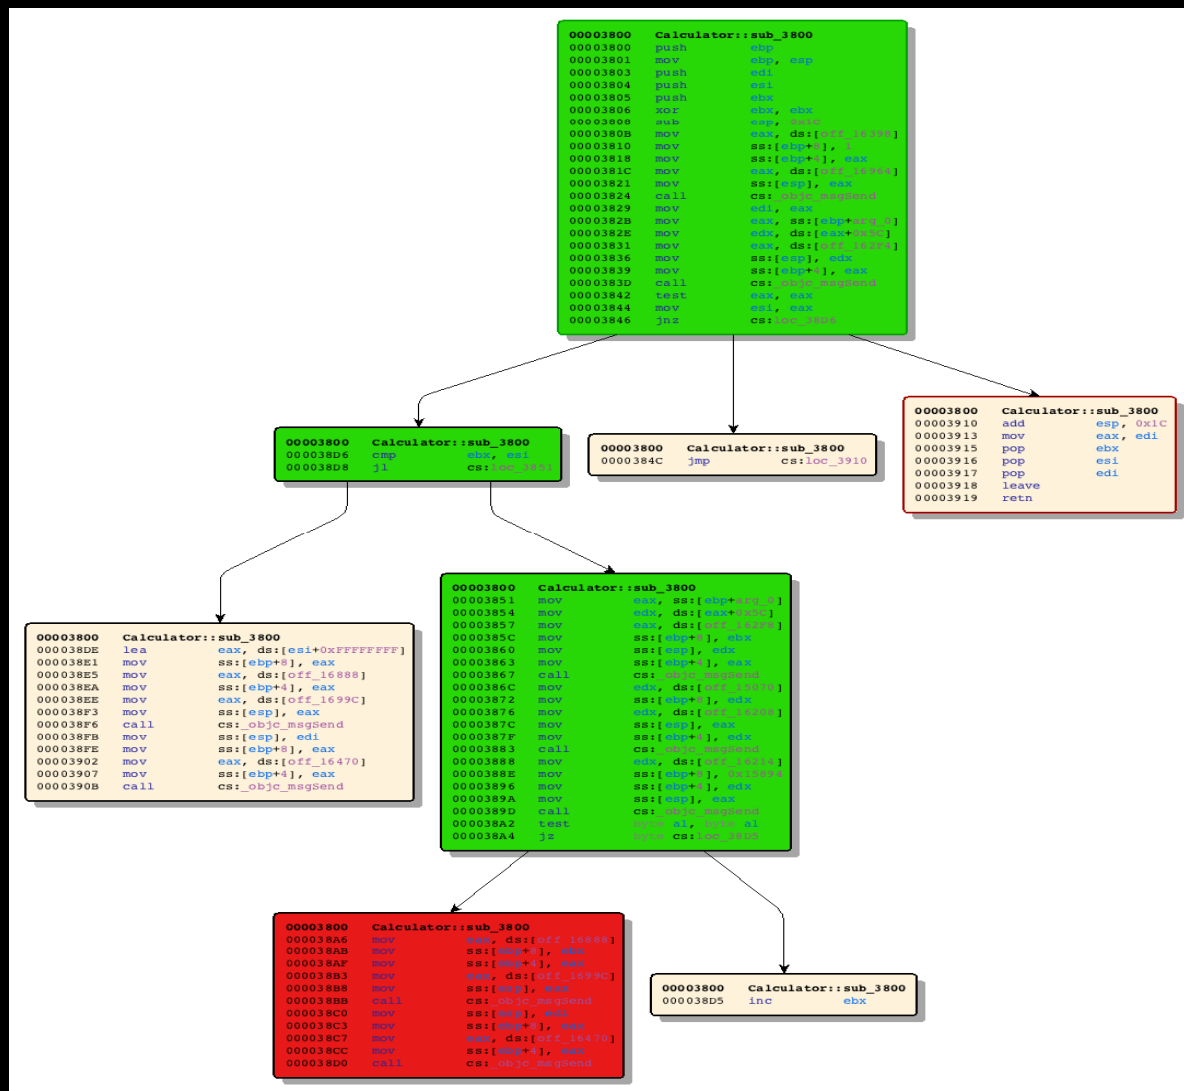 00003800 Calculator::sub_3800
00003800 push ebp
00003801 mov ebp, esp
00003803 push edi
00003804 push esi
00003805 push ebx
00003806 xor ebx, ebx
00003808 sub esp, 0x1C
0000380B mov eax, ds:[off_16398]
00003810 mov ss:[ebp+8], 1
00003818 mov ss:[ebp+4], eax
0000381C mov eax, ds:[off_16964]
00003821 mov ss:[esp], eax
00003824 call cs:_objc_msgSend
00003829 mov edi, eax
0000382B mov eax, ss:[ebp+arg_0]
0000382E mov edx, ds:[eax+0x5C]
00003831 mov eax, ds:[off_162F4]
00003836 mov ss:[esp], edx
00003839 mov ss:[ebp+4], eax
0000383D call cs:_objc_msgSend
00003842 test eax, eax
00003844 mov esi, eax
00003846 jnz cs:loc_38D6
00003800 Calculator::sub_3800
000038D6 cmp ebx, esi
000038D8 jl cs:loc_3851
00003800 Calculator::sub_3800
0000384C jmp cs:loc_3910
00003800 Calculator::sub_3800
00003910 add esp, 0x1C
00003913 mov eax, edi
00003915 pop ebx
00003916 pop esi
00003917 pop edi
00003918 leave
00003919 retn
00003800 Calculator::sub_3800
000038DE lea eax, ds:[esi+0xFFFFFFFF]
000038E1 mov ss:[ebp+8], eax
000038E5 mov eax, ds:[off_16888]
000038EA mov ss:[ebp+4], eax
000038EE mov eax, ds:[off_1699C]
000038F3 mov ss:[esp], eax
000038F6 call cs:_objc_msgSend
000038FB mov ss:[esp], edi
000038FE mov ss:[ebp+8], eax
00003902 mov eax, ds:[off_16470]
00003907 mov ss:[ebp+4], eax
0000390B call cs:_objc_msgSend
00003800 Calculator::sub_3800
00003851 mov eax, ss:[ebp+arg_0]
00003854 mov edx, ds:[eax+0x5C]
00003857 mov eax, ds:[off_162F8]
0000385C mov ss:[ebp+8], ebx
00003860 mov ss:[esp], edx
00003863 mov ss:[ebp+4], eax
00003867 call cs:_objc_msgSend
0000386C mov edx, ds:[off_15070]
00003872 mov ss:[ebp+8], edx
00003876 mov edx, ds:[off_16208]
0000387C mov ss:[esp], eax
0000387F mov ss:[ebp+4], edx
00003883 call cs:_objc_msgSend
00003888 mov edx, ds:[off_16214]
0000388E mov ss:[ebp+8], 0x15894
00003896 mov ss:[ebp+4], edx
0000389A mov ss:[esp], eax
0000389D call cs:_objc_msgSend
000038A2 test byte al, byte al
000038A4 jz byte cs:loc_38D5
00003800 Calculator::sub_3800
000038A6 mov eax, ds:[off_16888]
000038AB mov ss:[ebp+8], ebx
000038AF mov ss:[ebp+4], eax
000038B3 mov eax, ds:[off_1699C]
000038B8 mov ss:[esp], eax
000038BB call cs:_objc_msgSend
000038C0 mov ss:[esp], edi
000038C3 mov ss:[ebp+8], eax
000038C7 mov eax, ds:[off_16470]
000038CC mov ss:[ebp+4], eax
000038D0 call cs:_objc_msgSend
00003800 Calculator::sub_3800
000038D5 inc ebx